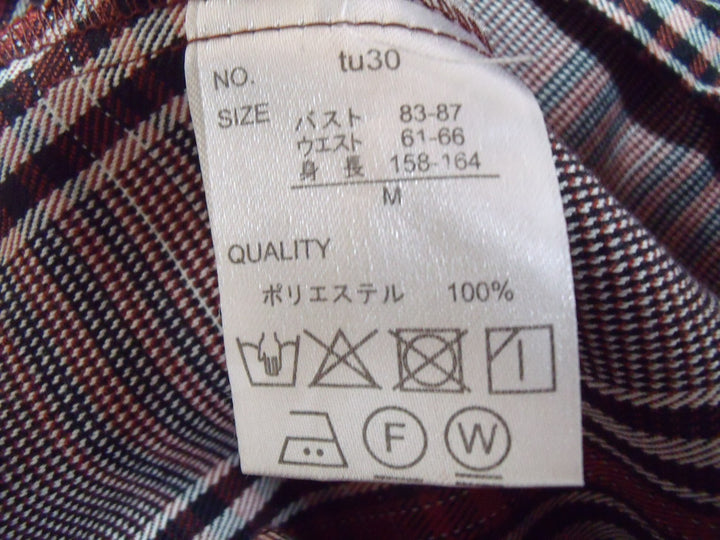 NO. tu30
SIZE バスト 83-87
ウエスト 61-66
身長 158-164
M
QUALITY
ポリエステル 100%
F W